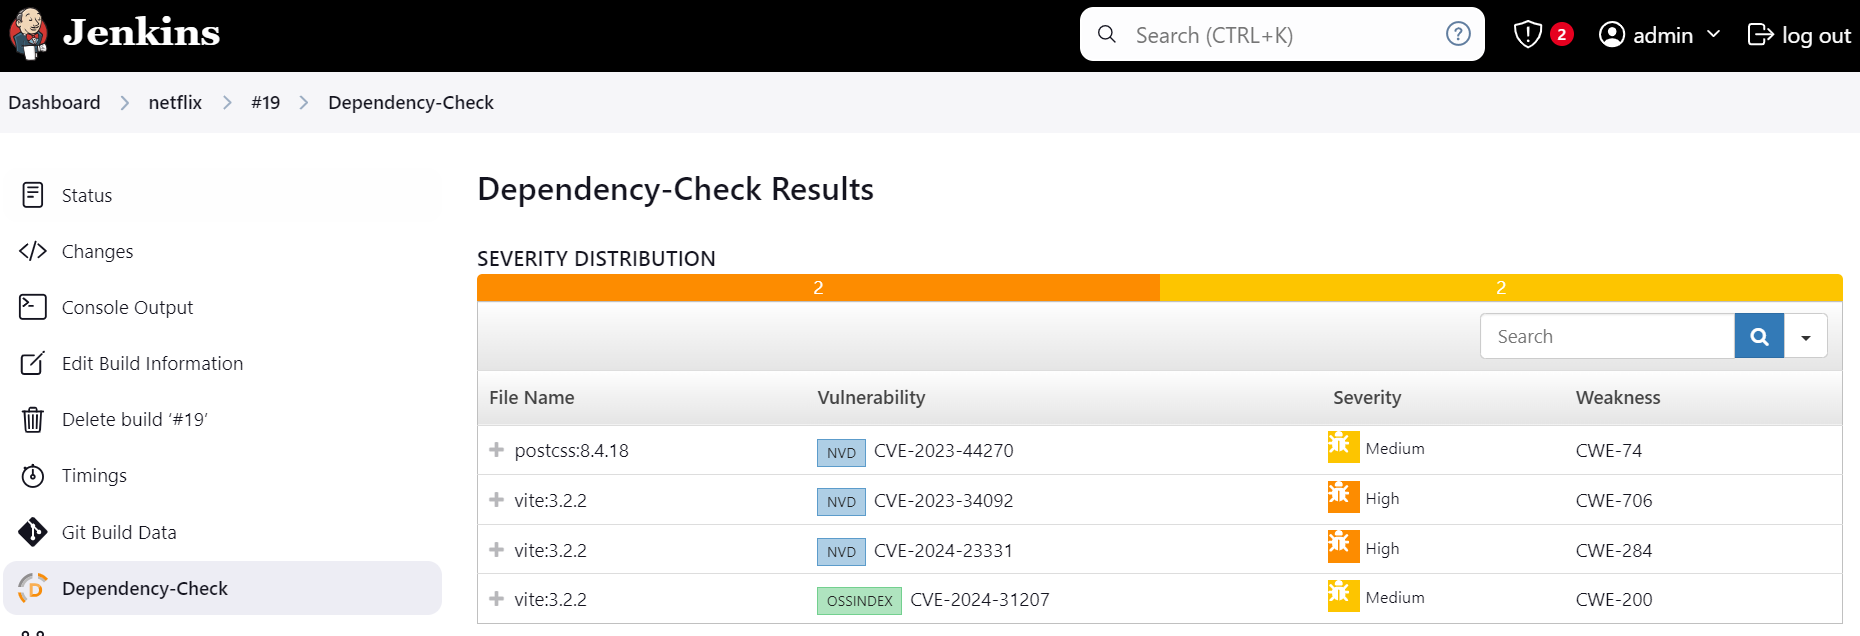 Jenkins
Search (CTRL+K)
?
2
admin
log out
Dashboard > netflix > #19 > Dependency-Check
Status
Changes
Console Output
Edit Build Information
Delete build ‘#19’
Timings
Git Build Data
Dependency-Check
Dependency-Check Results
SEVERITY DISTRIBUTION
2 2
Search
File Name Vulnerability Severity Weakness
postcss:8.4.18 NVD CVE-2023-44270 Medium CWE-74
vite:3.2.2 NVD CVE-2023-34092 High CWE-706
vite:3.2.2 NVD CVE-2024-23331 High CWE-284
vite:3.2.2 OSSINDEX CVE-2024-31207 Medium CWE-200